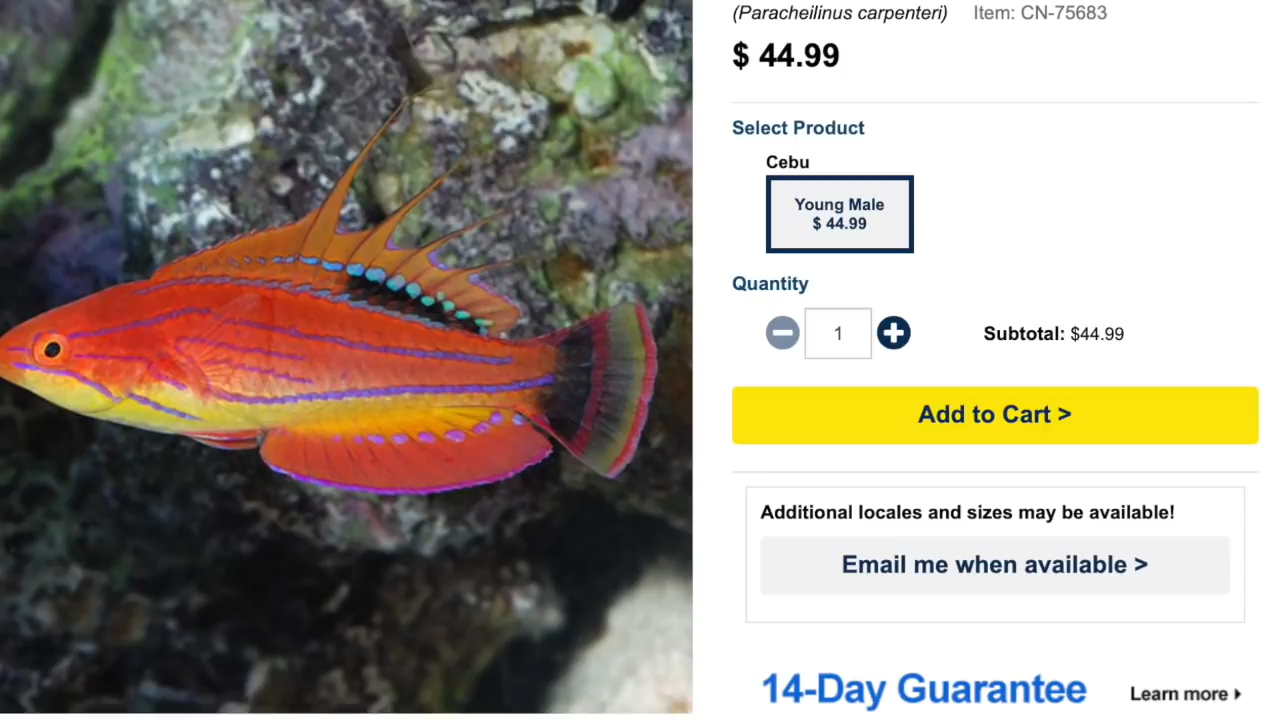 (Paracheilinus carpenteri) Item: CN-75683
$ 44.99
Select Product
Cebu
Young Male
$ 44.99
Quantity
1
Subtotal: $44.99
Add to Cart >
Additional locales and sizes may be available!
Email me when available >
14-Day Guarantee Learn more